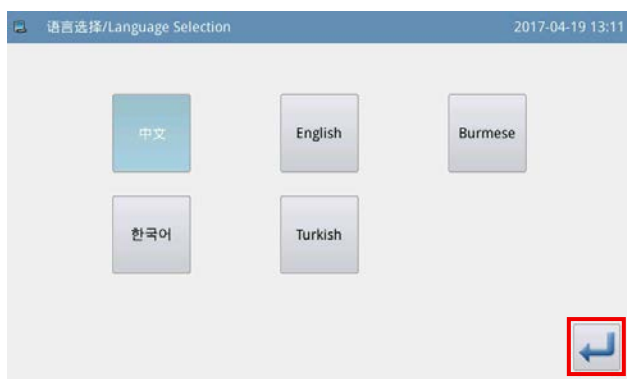 语言选择/Language Selection 2017-04-19 13:11
中文 English Burmese
한국어 Turkish